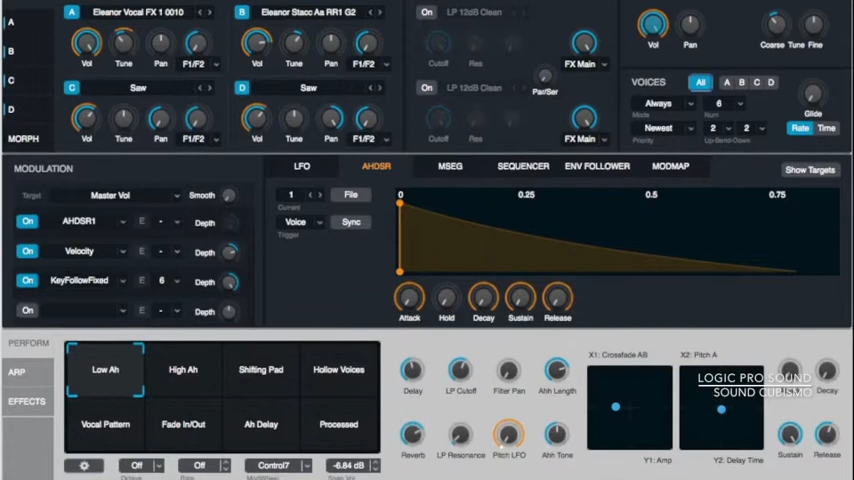 A
B
C
D
MORPH
A Eleanor Vocal FX 1 0010
Vol Tune Pan F1/F2
B Eleanor Stacc Aa RR1 G2
Vol Tune Pan F1/F2
C Saw
Vol Tune Pan F1/F2
D Saw
Vol Tune Pan F1/F2
On LP 12dB Clean
Cutoff Res FX Main
Par/Ser
On LP 12dB Clean
Cutoff Res FX Main
Vol Pan Coarse Tune Fine
VOICES All A B C D
Always 6
Mode Num
Newest 2 2
Priority Up-Bend-Down
Glide
Rate Time
MODULATION
Target Master Vol Smooth
On AHDSR1 E - Depth
On Velocity E - Depth
On KeyFollowFixed E 6 Depth
On E - Depth
LFO AHDSR MSEG SEQUENCER ENV FOLLOWER MODMAP
Show Targets
1 File
Current
Voice Sync
Trigger
0 0.25 0.5 0.75
Attack Hold Decay Sustain Release
PERFORM
ARP
EFFECTS
Low Ah High Ah Shifting Pad Hollow Voices
Vocal Pattern Fade In/Out Ah Delay Processed
Off Off Control7 -6.84 dB
Delay LP Cutoff Filter Pan Ahh Length
Reverb LP Resonance Pitch LFO Ahh Tone
X1: Crossfade AB X2: Pitch A
Y1: Amp Y2: Delay Time
Decay
Sustain Release
LOGIC PRO SOUND
SOUND CUBISMO